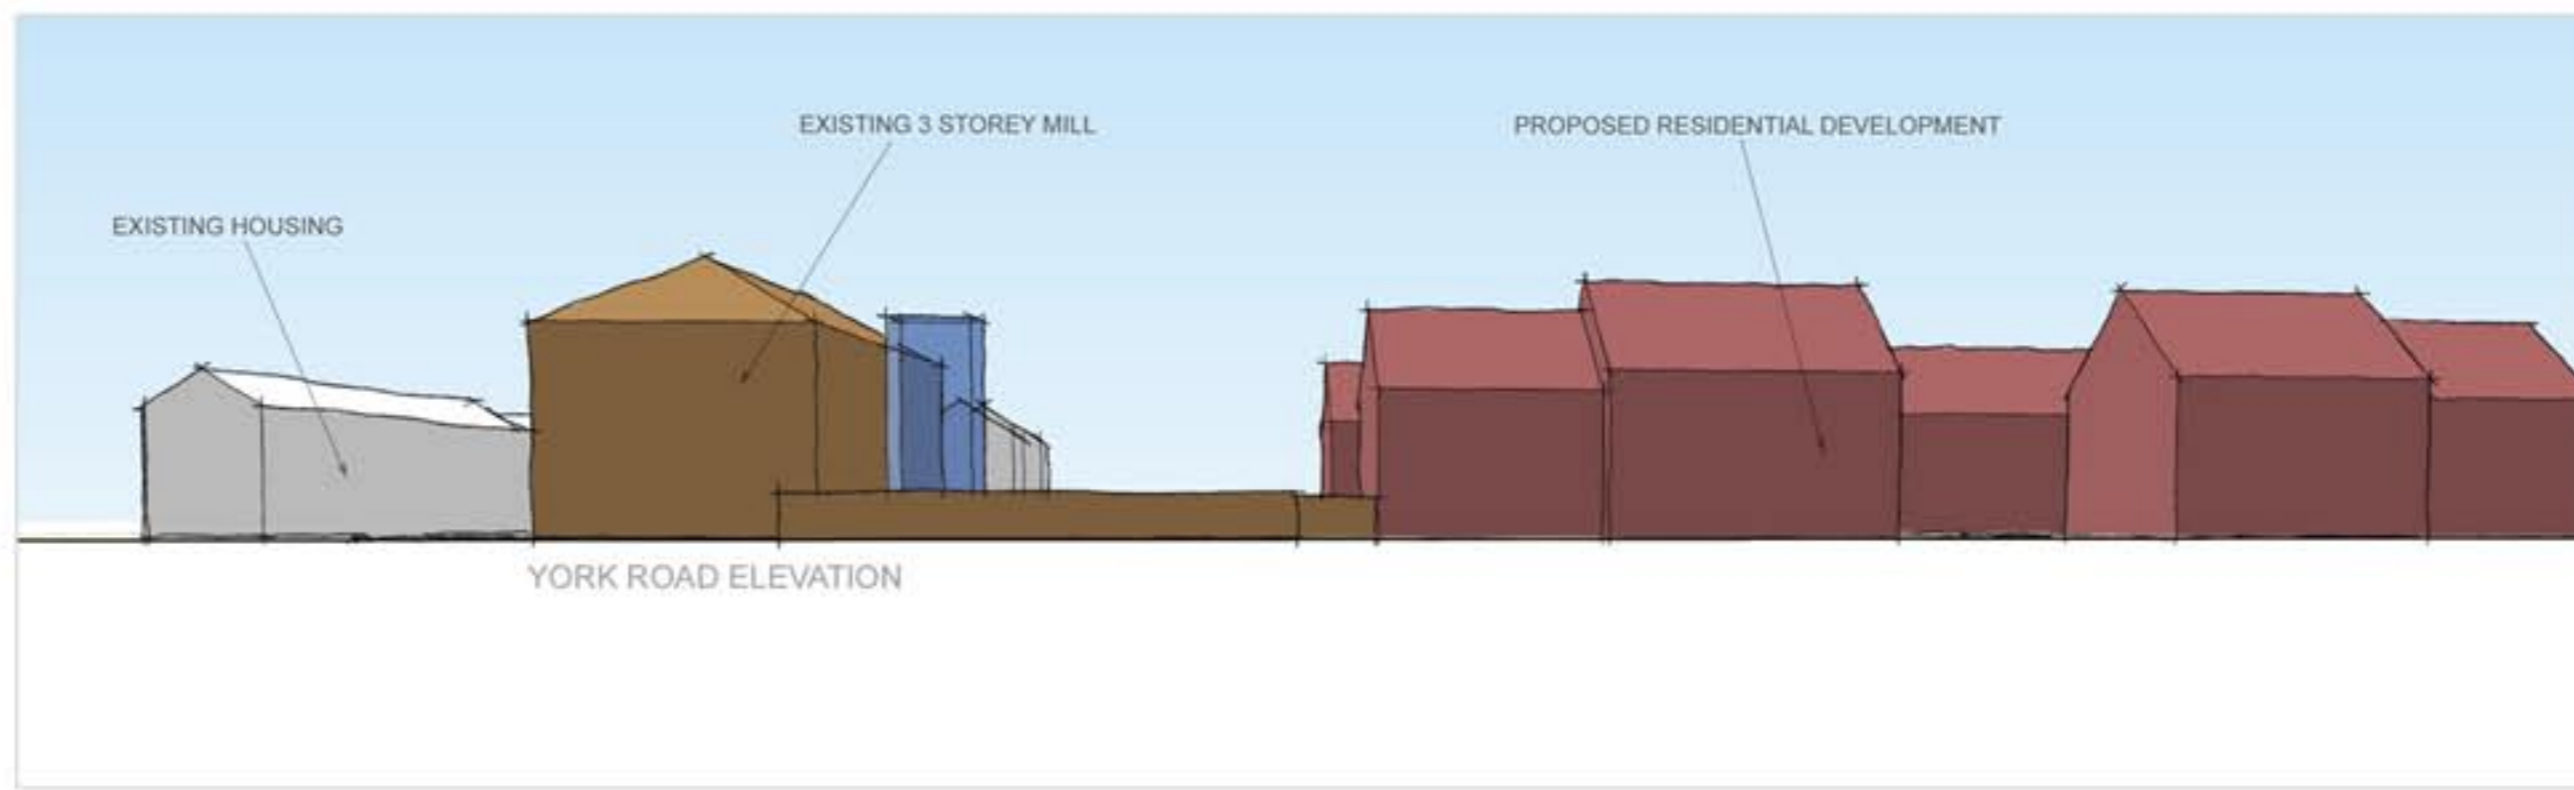 EXISTING 3 STOREY MILL
PROPOSED RESIDENTIAL DEVELOPMENT
EXISTING HOUSING
YORK ROAD ELEVATION